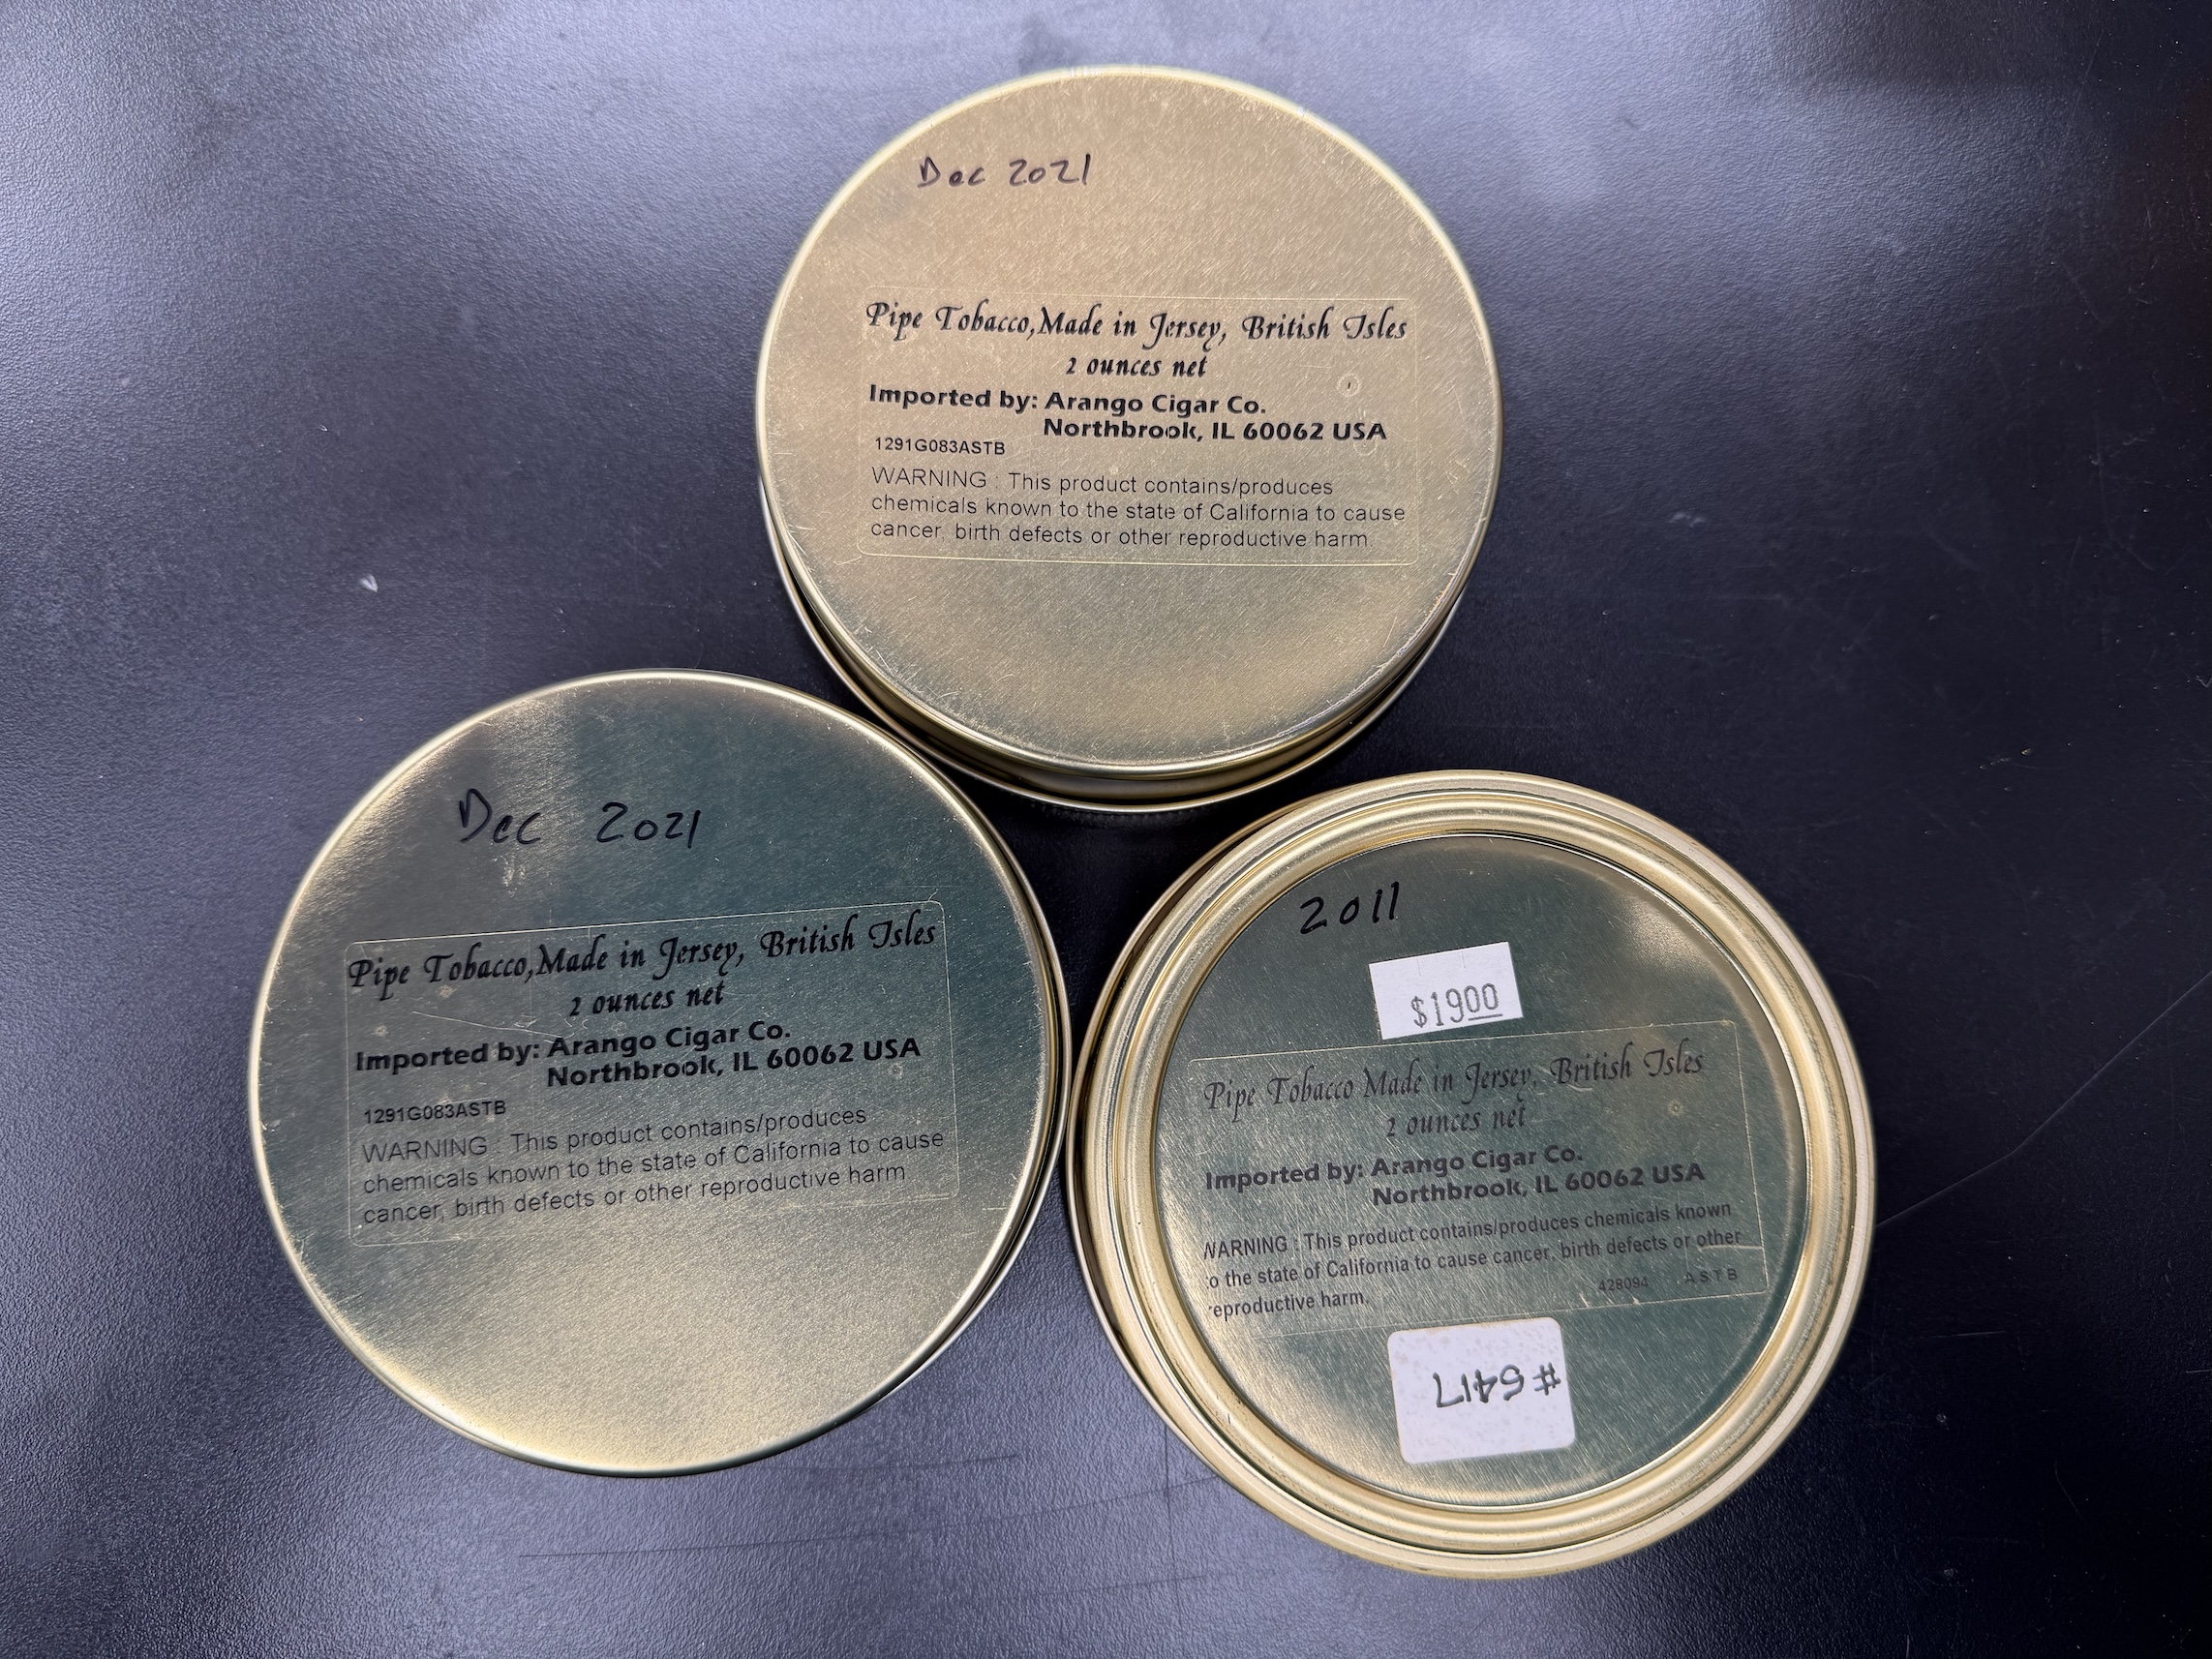 Dec 2021
Pipe Tobacco,Made in Jersey, British Isles
2 ounces net
Imported by: Arango Cigar Co.
Northbrook, IL 60062 USA
1291G083ASTB
WARNING : This product contains/produces
chemicals known to the state of California to cause
cancer, birth defects or other reproductive harm.
Dec 2021
Pipe Tobacco,Made in Jersey, British Isles
2 ounces net
Imported by: Arango Cigar Co.
Northbrook, IL 60062 USA
1291G083ASTB
WARNING : This product contains/produces
chemicals known to the state of California to cause
cancer, birth defects or other reproductive harm
2011
$1900
Pipe Tobacco Made in Jersey, British Isles
2 ounces net
Imported by: Arango Cigar Co.
Northbrook, IL 60062 USA
WARNING : This product contains/produces chemicals known
o the state of California to cause cancer, birth defects or other
eproductive harm.
428094 ASTB
#5417